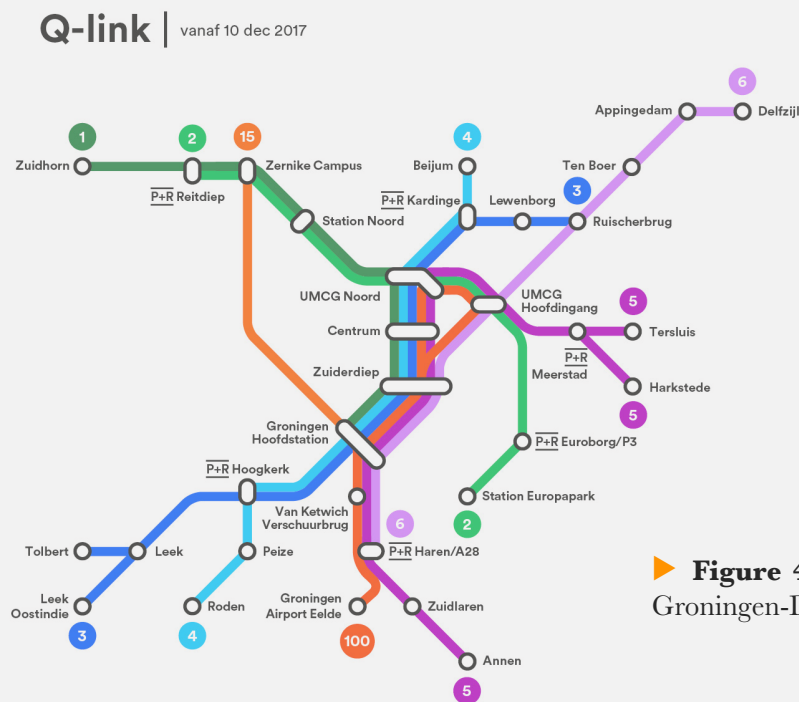 Q-link | vanaf 10 dec 2017
6
Appingedam
Delfzijl
1
2
15
4
Zuidhorn
Zernike Campus
Beijum
Ten Boer
P+R Reitdiep
P+R Kardinge
Lewenborg
3
Station Noord
Ruischerbrug
UMCG Noord
UMCG
Hoofdingang
5
Centrum
Tersluis
P+R
Meerstad
Zuiderdiep
Harkstede
5
Groningen
Hoofdstation
P+R Euroborg/P3
P+R Hoogkerk
Station Europapark
Van Ketwich
Verschuurbrug
6
2
Tolbert
Leek
Peize
P+R Haren/A28
Leek
Oostindie
Roden
Groningen
Airport Eelde
Zuidlaren
3
4
100
Annen
5
Figure 4
Groningen-